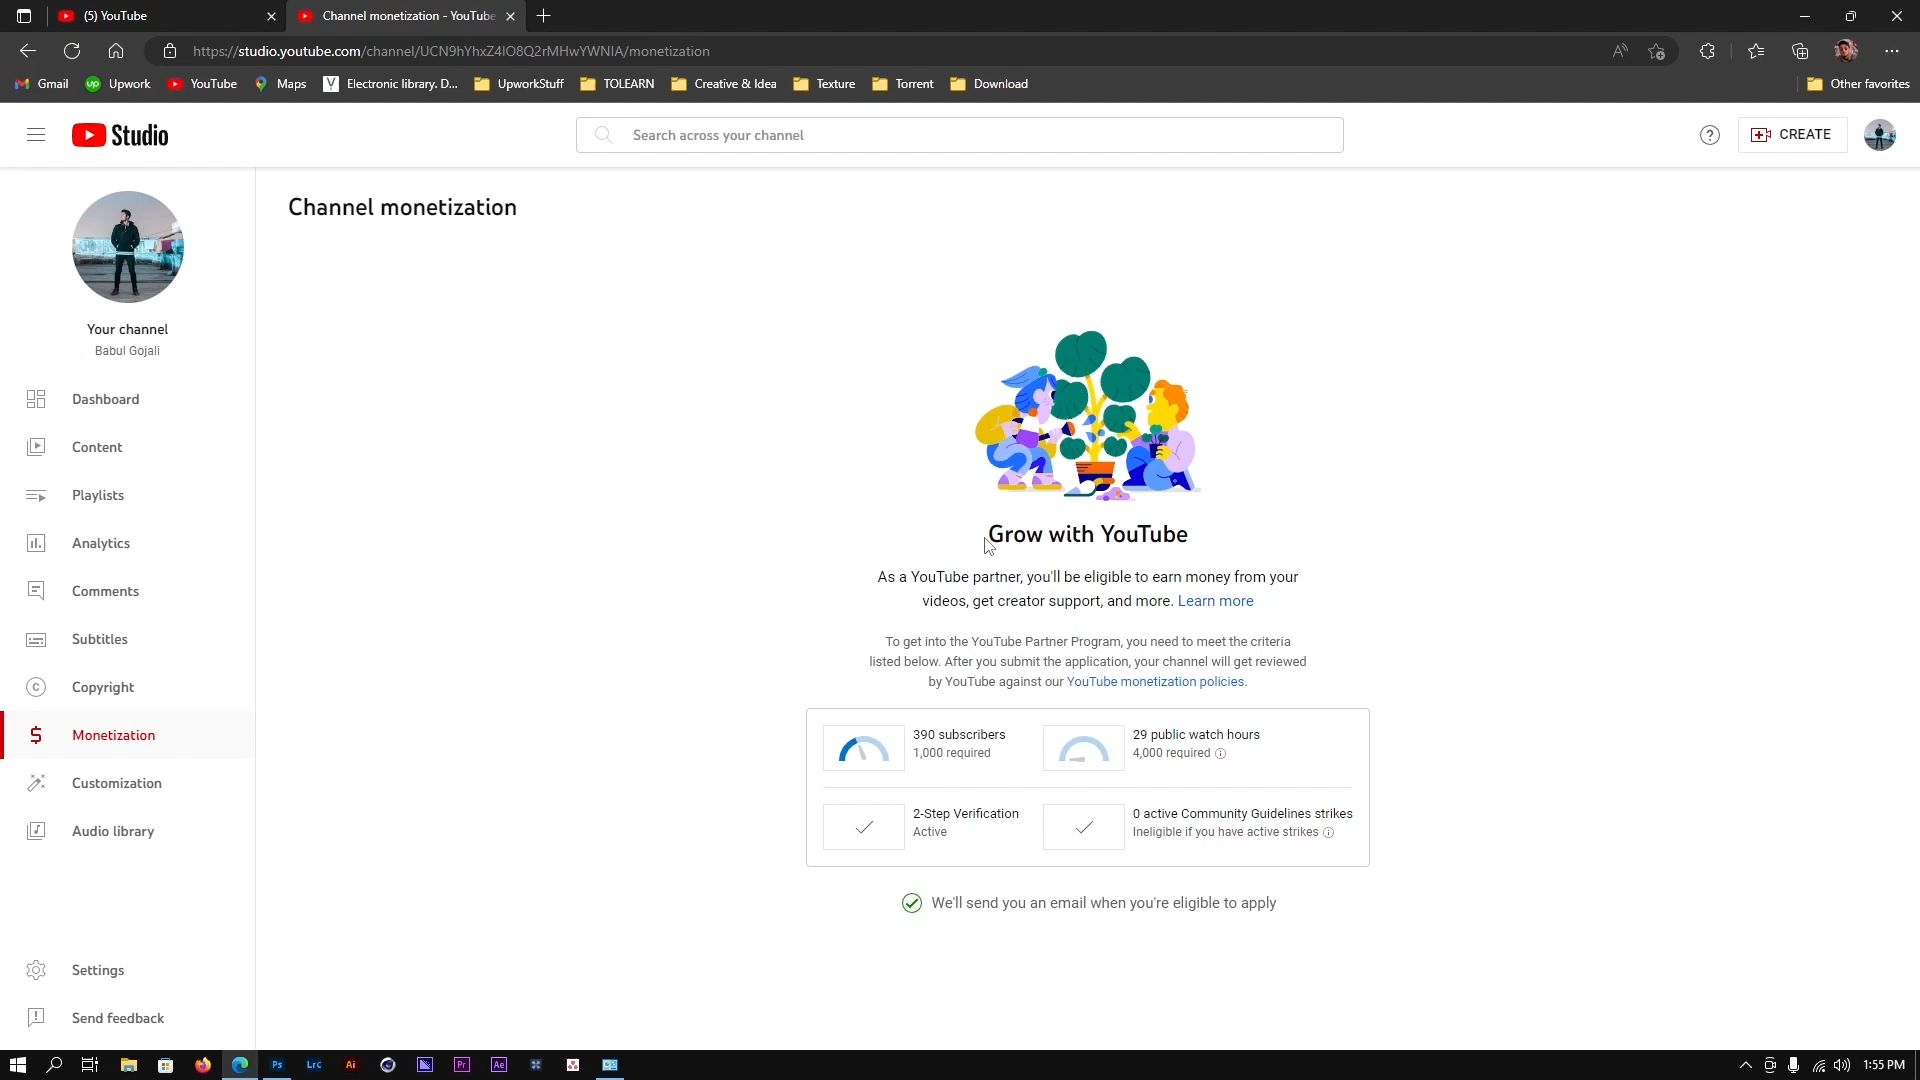 (5) YouTube
Channel monetization - YouTube
https://studio.youtube.com/channel/UCN9hYhxZ4IO8Q2rMHwYWNIA/monetization
Gmail
Upwork
YouTube
Maps
Electronic library. D...
UpworkStuff
TOLEARN
Creative & Idea
Texture
Torrent
Download
Other favorites
Studio
Search across your channel
CREATE
Your channel
Babul Gojali
Dashboard
Content
Playlists
Analytics
Comments
Subtitles
Copyright
Monetization
Customization
Audio library
Settings
Send feedback
Channel monetization
Grow with YouTube
As a YouTube partner, you'll be eligible to earn money from your
videos, get creator support, and more. Learn more
To get into the YouTube Partner Program, you need to meet the criteria
listed below. After you submit the application, your channel will get reviewed
by YouTube against our YouTube monetization policies.
390 subscribers
1,000 required
29 public watch hours
4,000 required
2-Step Verification
Active
0 active Community Guidelines strikes
Ineligible if you have active strikes
We'll send you an email when you're eligible to apply
Ps
Lrc
Ai
Pr
Ae
1:55 PM